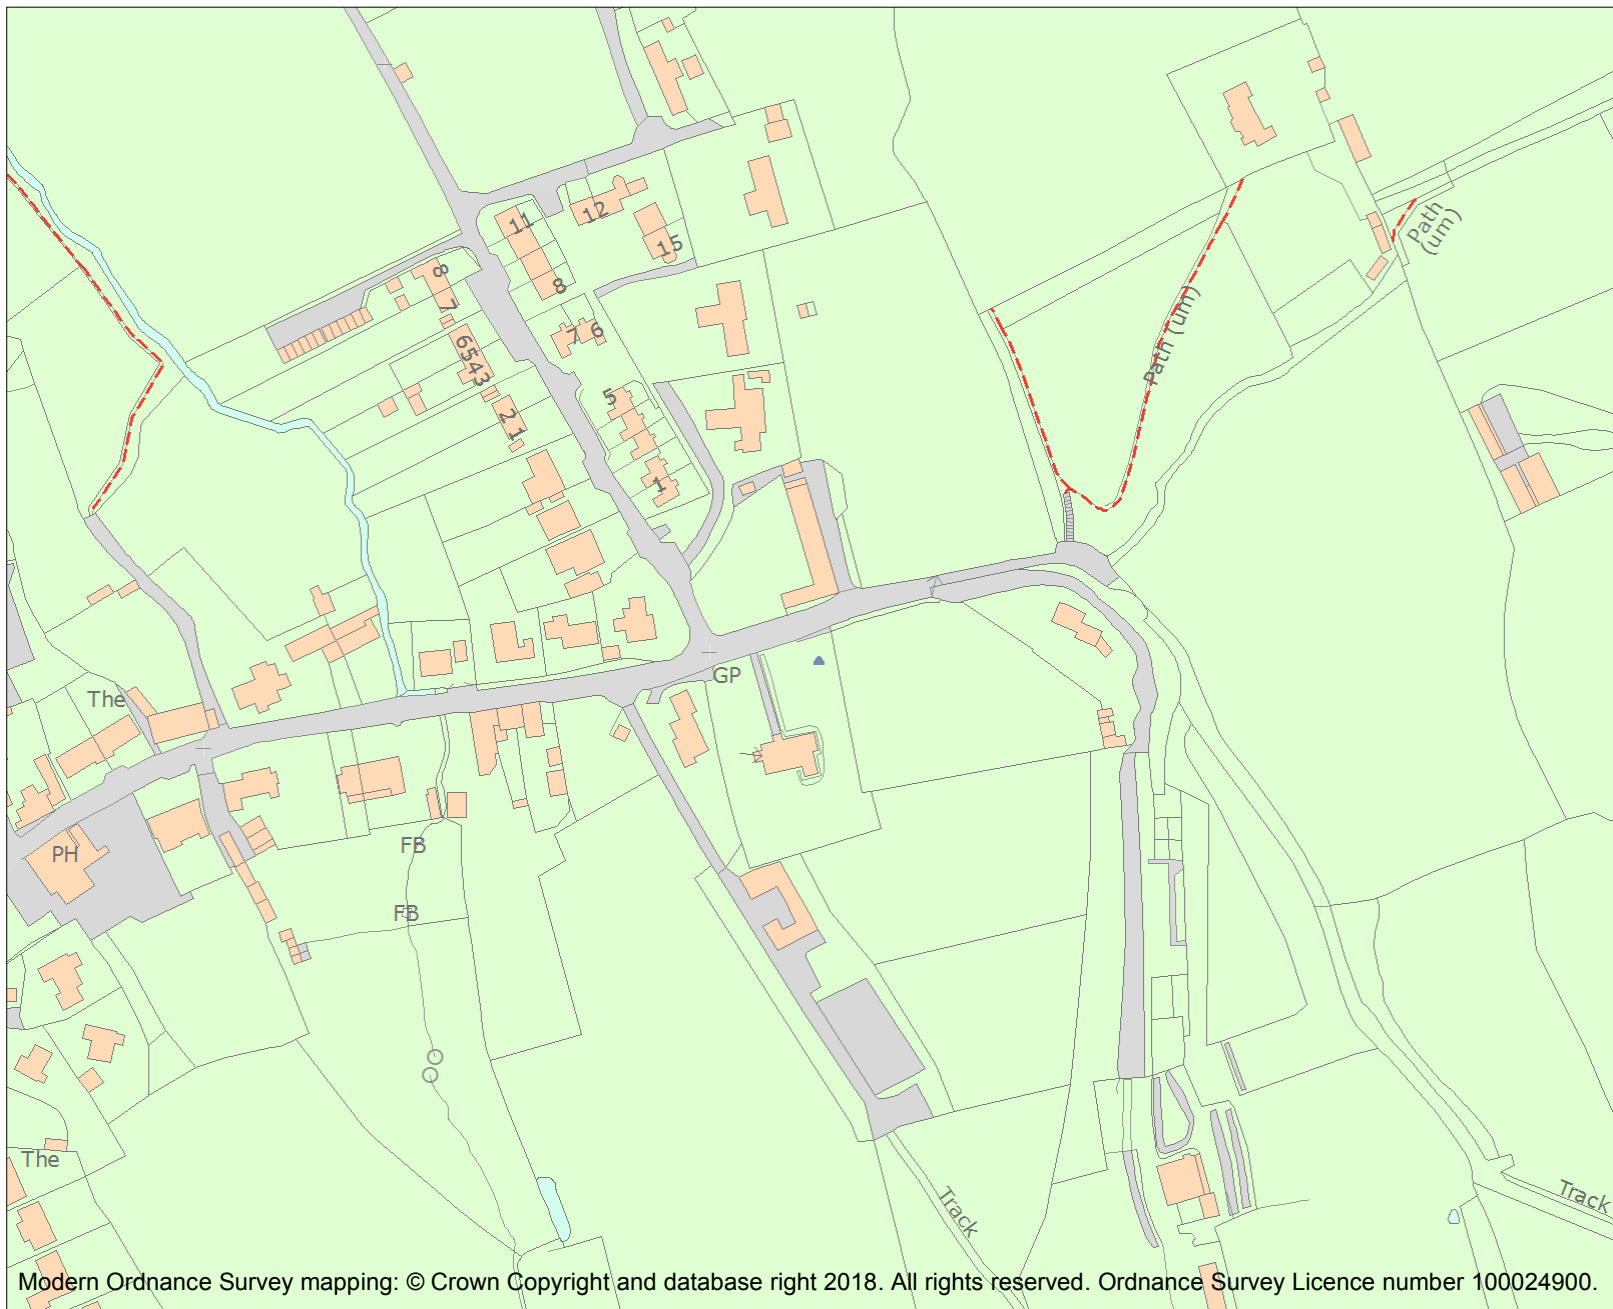 11
12
15
8
8
7
7 6
6543
5
2 1
1
Path (um)
Path
(um)
GP
The
PH
FB
FB
The
Track
Track
Modern Ordnance Survey mapping: © Crown Copyright and database right 2018. All rights reserved. Ordnance Survey Licence number 100024900.